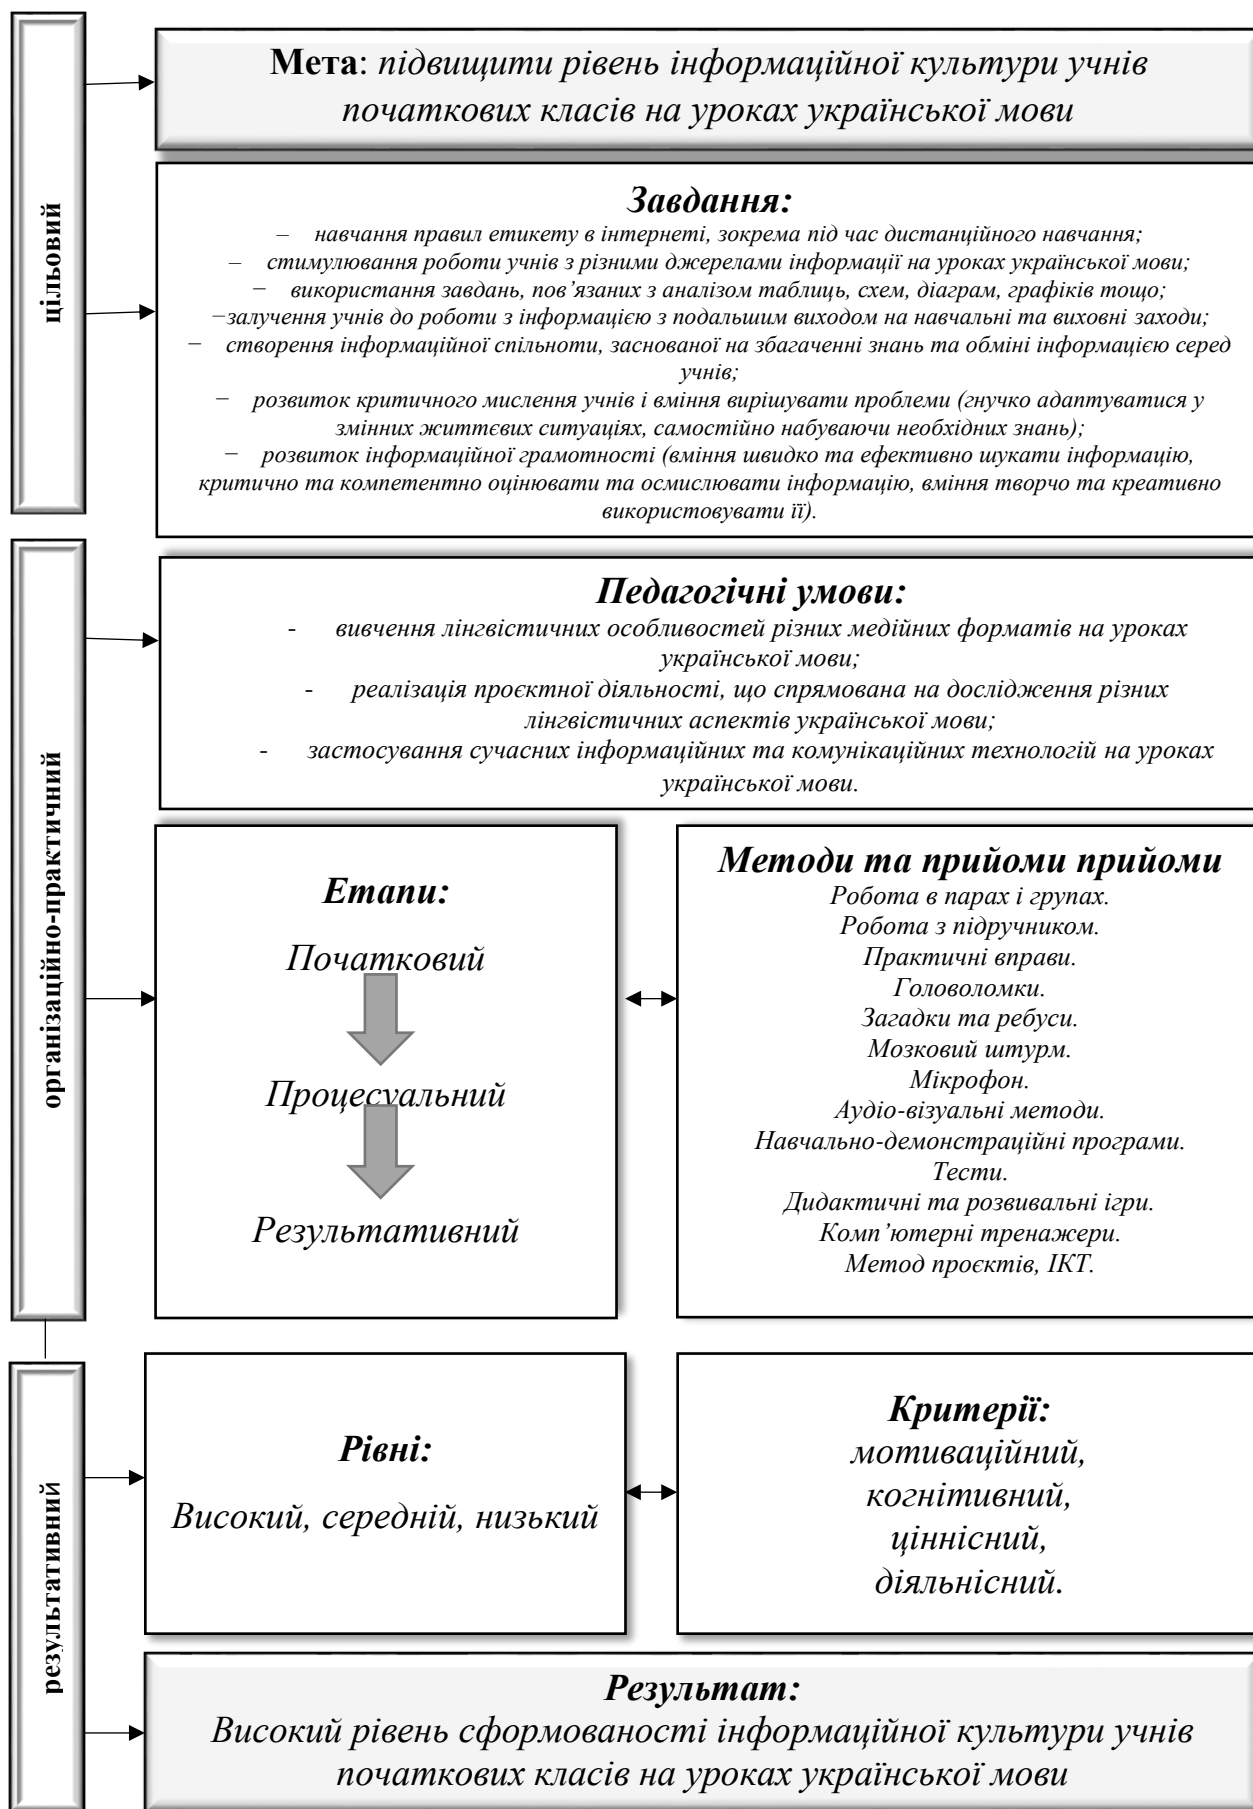 цільовий
Мета: підвищити рівень інформаційної культури учнів
початкових класів на уроках української мови
Завдання:
– навчання правил етикету в інтернеті, зокрема під час дистанційного навчання;
– стимулювання роботи учнів з різними джерелами інформації на уроках української мови;
− використання завдань, пов’язаних з аналізом таблиць, схем, діаграм, графіків тощо;
−залучення учнів до роботи з інформацією з подальшим виходом на навчальні та виховні заходи;
− створення інформаційної спільноти, заснованої на збагаченні знань та обміні інформацією серед
учнів;
− розвиток критичного мислення учнів і вміння вирішувати проблеми (гнучко адаптуватися у
змінних життєвих ситуаціях, самостійно набуваючи необхідних знань);
− розвиток інформаційної грамотності (вміння швидко та ефективно шукати інформацію,
критично та компетентно оцінювати та осмислювати інформацію, вміння творчо та креативно
використовувати її).
організаційно-практичний
Педагогічні умови:
- вивчення лінгвістичних особливостей різних медійних форматів на уроках
української мови;
- реалізація проєктної діяльності, що спрямована на дослідження різних
лінгвістичних аспектів української мови;
- застосування сучасних інформаційних та комунікаційних технологій на уроках
української мови.
Етапи:
Початковий
Процесуальний
Результативний
Методи та прийоми прийоми
Робота в парах і групах.
Робота з підручником.
Практичні вправи.
Головоломки.
Загадки та ребуси.
Мозковий штурм.
Мікрофон.
Аудіо-візуальні методи.
Навчально-демонстраційні програми.
Тести.
Дидактичні та розвивальні ігри.
Комп’ютерні тренажери.
Метод проєктів, ІКТ.
результативний
Рівні:
Високий, середній, низький
Критерії:
мотиваційний,
когнітивний,
ціннісний,
діяльнісний.
Результат:
Високий рівень сформованості інформаційної культури учнів
початкових класів на уроках української мови